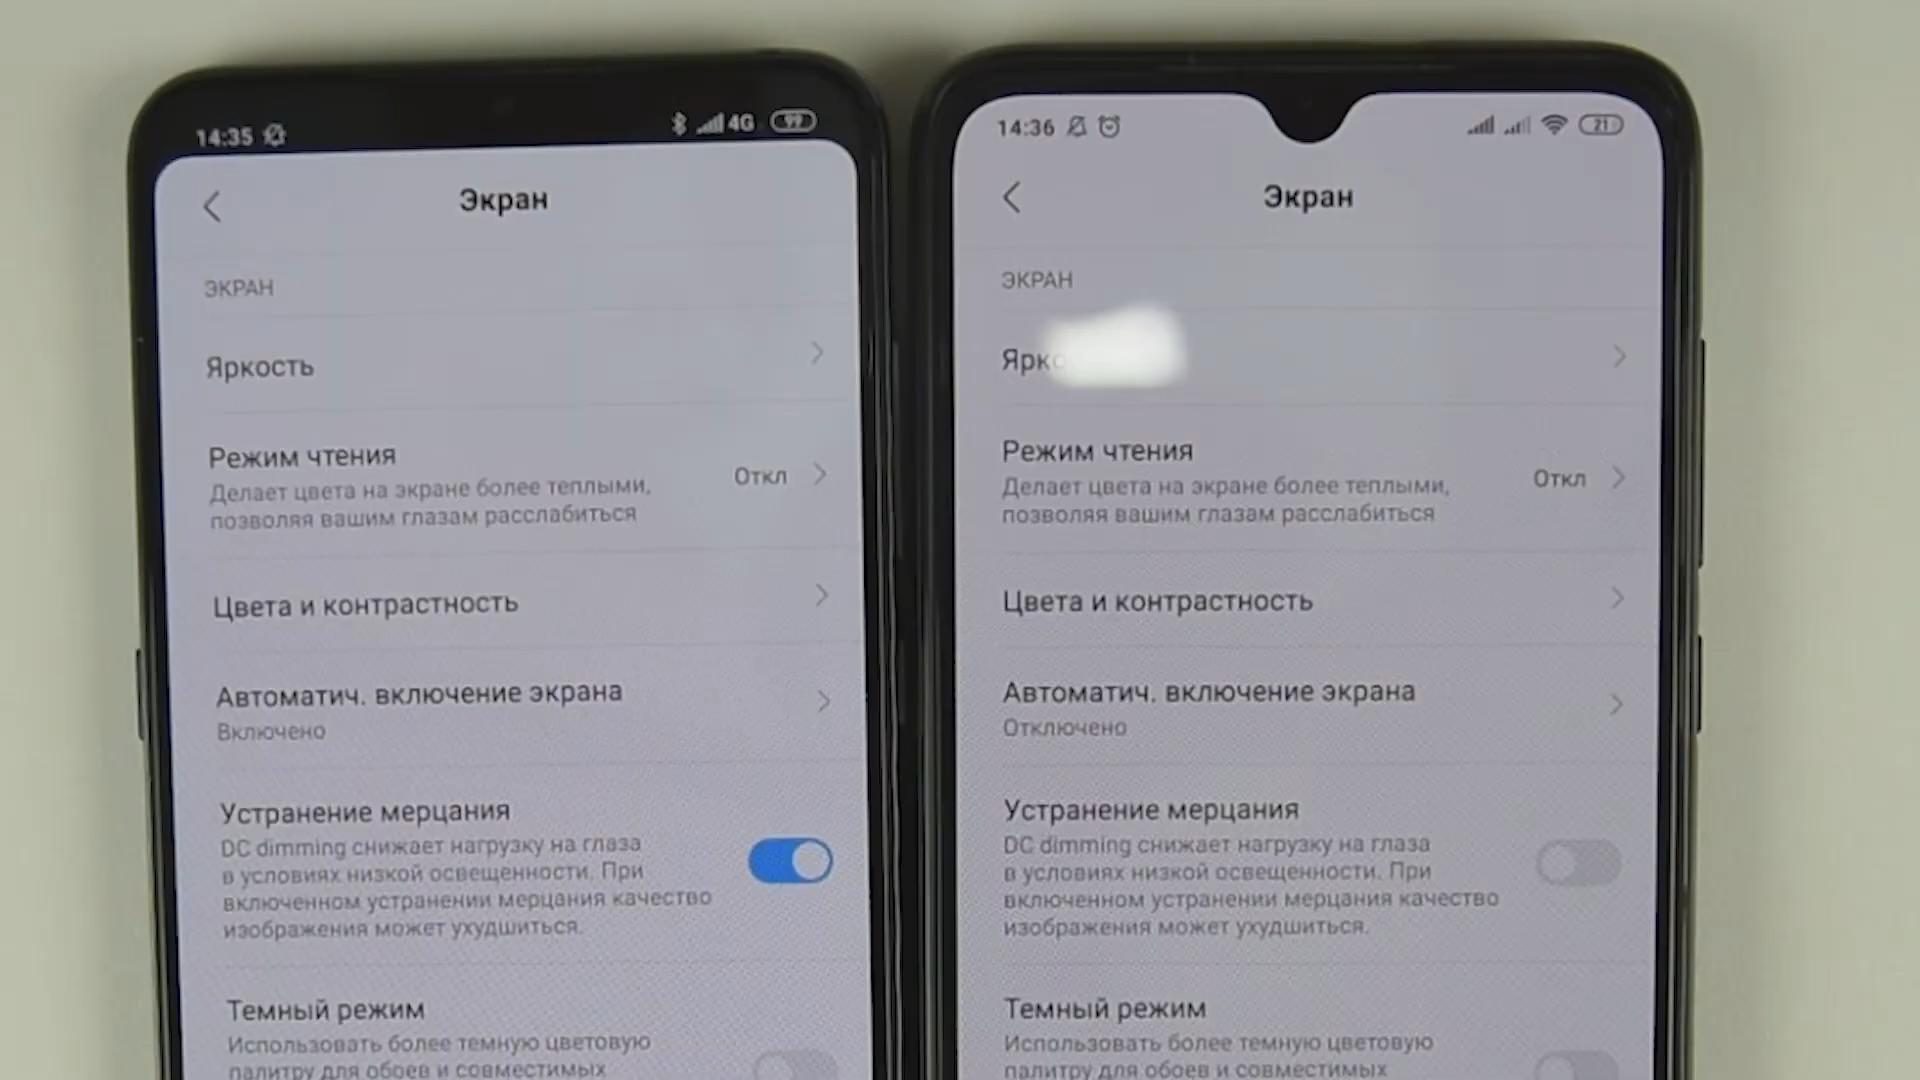 14:35
4G 99
Экран
ЭКРАН
Яркость
Режим чтения
Делает цвета на экране более теплыми,
позволяя вашим глазам расслабиться
Откл
Цвета и контрастность
Автоматич. включение экрана
Включено
Устранение мерцания
DC dimming снижает нагрузку на глаза
в условиях низкой освещенности. При
включенном устранении мерцания качество
изображения может ухудшиться.
Темный режим
Использовать более темную цветовую
палитру для обоев и совместимых
14:36
21
Экран
ЭКРАН
Режим чтения
Делает цвета на экране более теплыми,
позволяя вашим глазам расслабиться
Откл
Цвета и контрастность
Автоматич. включение экрана
Отключено
Устранение мерцания
DC dimming снижает нагрузку на глаза
в условиях низкой освещенности. При
включенном устранении мерцания качество
изображения может ухудшиться.
Темный режим
Использовать более темную цветовую
палитру для обоев и совместимых